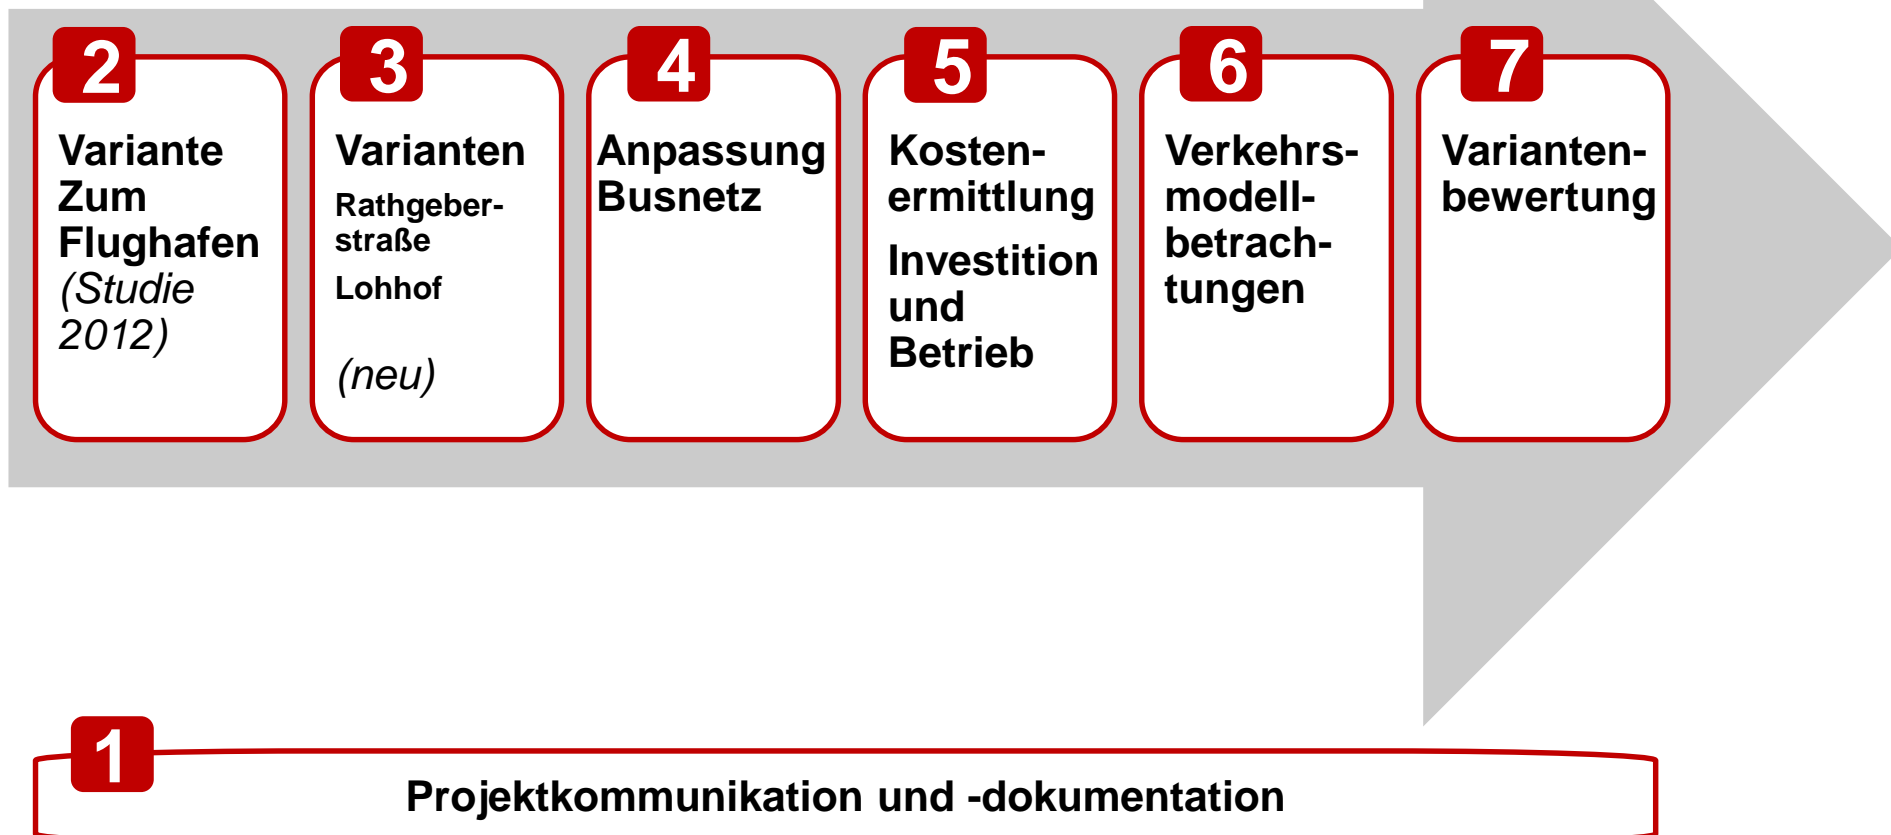 2
Variante
Zum
Flughafen
(Studie
2012)
3
Varianten
Rathgeber-
straße
Lohhof
(neu)
4
Anpassung
Busnetz
5
Kosten-
ermittlung
Investition
und
Betrieb
6
Verkehrs-
modell-
betrach-
tungen
7
Varianten-
bewertung
1
Projektkommunikation und -dokumentation